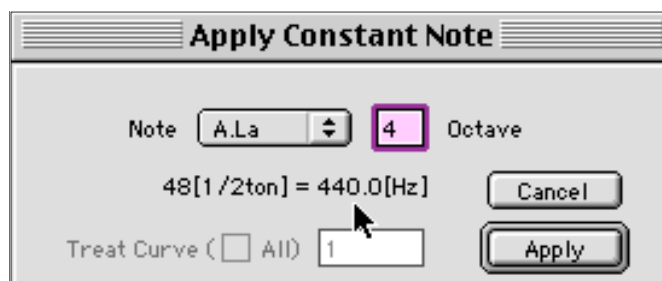 Apply Constant Note
Note A.La 4 Octave
48[1/2ton] = 440.0[Hz]
Cancel
Treat Curve ( All) 1
Apply